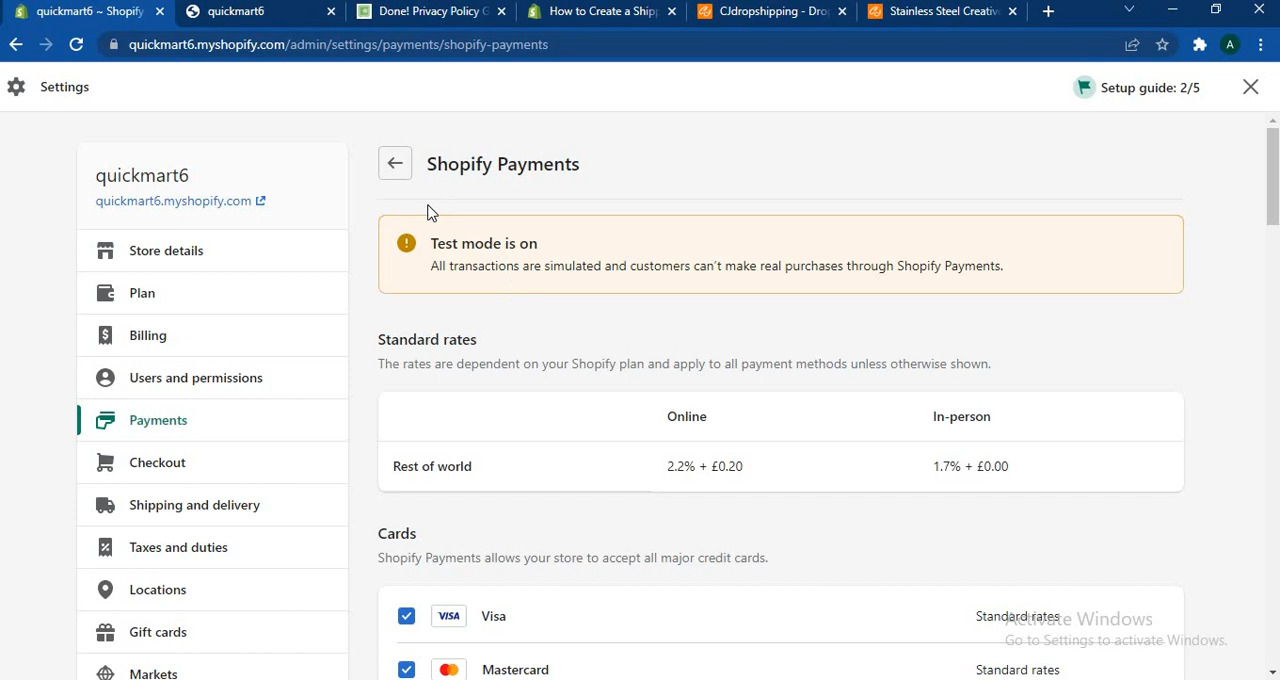 quickmart6 ~ Shopify
quickmart6
Done! Privacy Policy G
How to Create a Shipp
CJdropshipping - Dro
Stainless Steel Creativ
quickmart6.myshopify.com/admin/settings/payments/shopify-payments
A
Settings
Setup guide: 2/5
quickmart6
quickmart6.myshopify.com
Store details
Plan
Billing
Users and permissions
Payments
Checkout
Shipping and delivery
Taxes and duties
Locations
Gift cards
Markets
Shopify Payments
Test mode is on
All transactions are simulated and customers can't make real purchases through Shopify Payments.
Standard rates
The rates are dependent on your Shopify plan and apply to all payment methods unless otherwise shown.
Online In-person
Rest of world 2.2% + £0.20 1.7% + £0.00
Cards
Shopify Payments allows your store to accept all major credit cards.
VISA Visa Standard rates
Mastercard Standard rates
Activate Windows
Go to Settings to activate Windows.